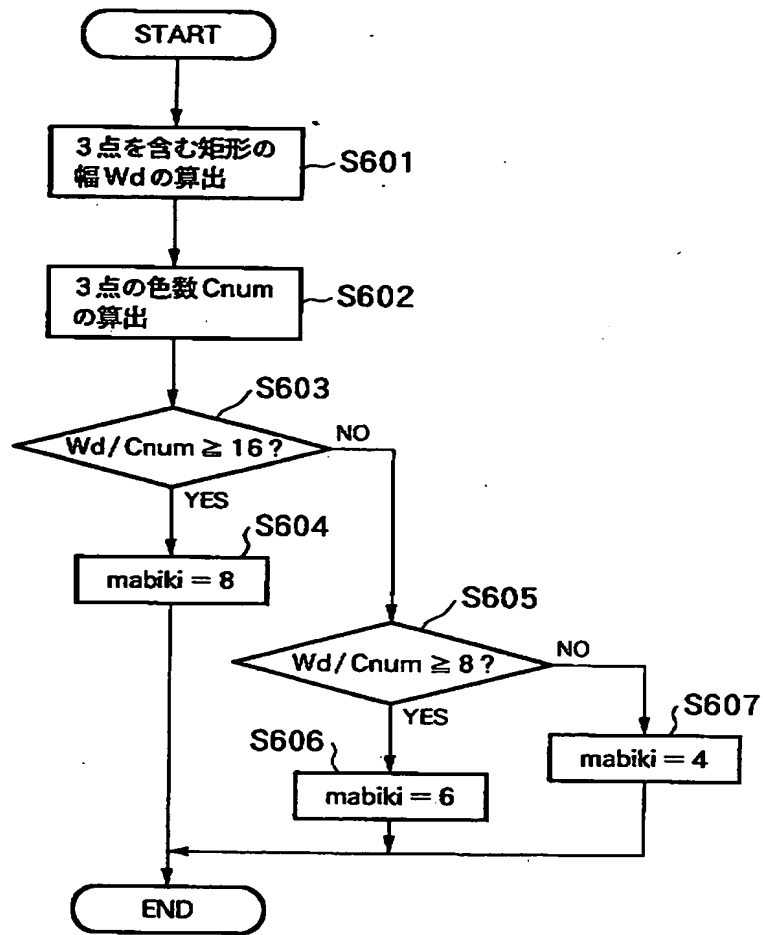 START
3点を含む矩形の
幅Wdの算出
S601
3点の色数Cnum
の算出
S602
S603
Wd/Cnum ≧ 16?
NO
YES
S604
mabiki = 8
S605
Wd/Cnum ≧ 8?
NO
YES
S606
mabiki = 6
S607
mabiki = 4
END